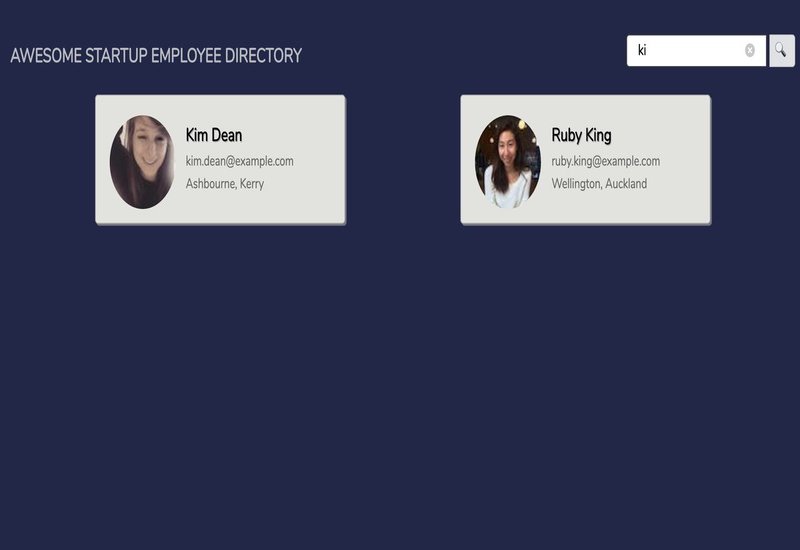 AWESOME STARTUP EMPLOYEE DIRECTORY
ki
Kim Dean
kim.dean@example.com
Ashbourne, Kerry
Ruby King
ruby.king@example.com
Wellington, Auckland